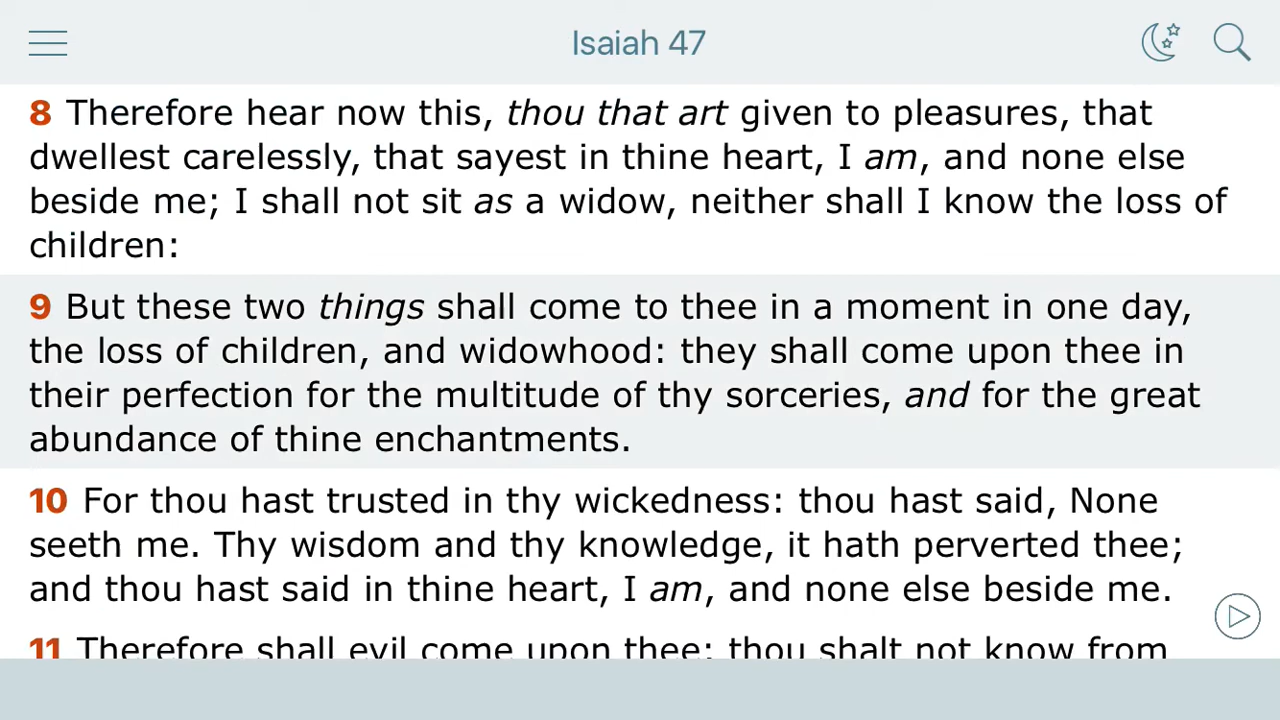 Isaiah 47
8 Therefore hear now this, thou that art given to pleasures, that
dwellest carelessly, that sayest in thine heart, I am, and none else
beside me; I shall not sit as a widow, neither shall I know the loss of
children:
9 But these two things shall come to thee in a moment in one day,
the loss of children, and widowhood: they shall come upon thee in
their perfection for the multitude of thy sorceries, and for the great
abundance of thine enchantments.
10 For thou hast trusted in thy wickedness: thou hast said, None
seeth me. Thy wisdom and thy knowledge, it hath perverted thee;
and thou hast said in thine heart, I am, and none else beside me.
11 Therefore shall evil come upon thee; thou shalt not know from